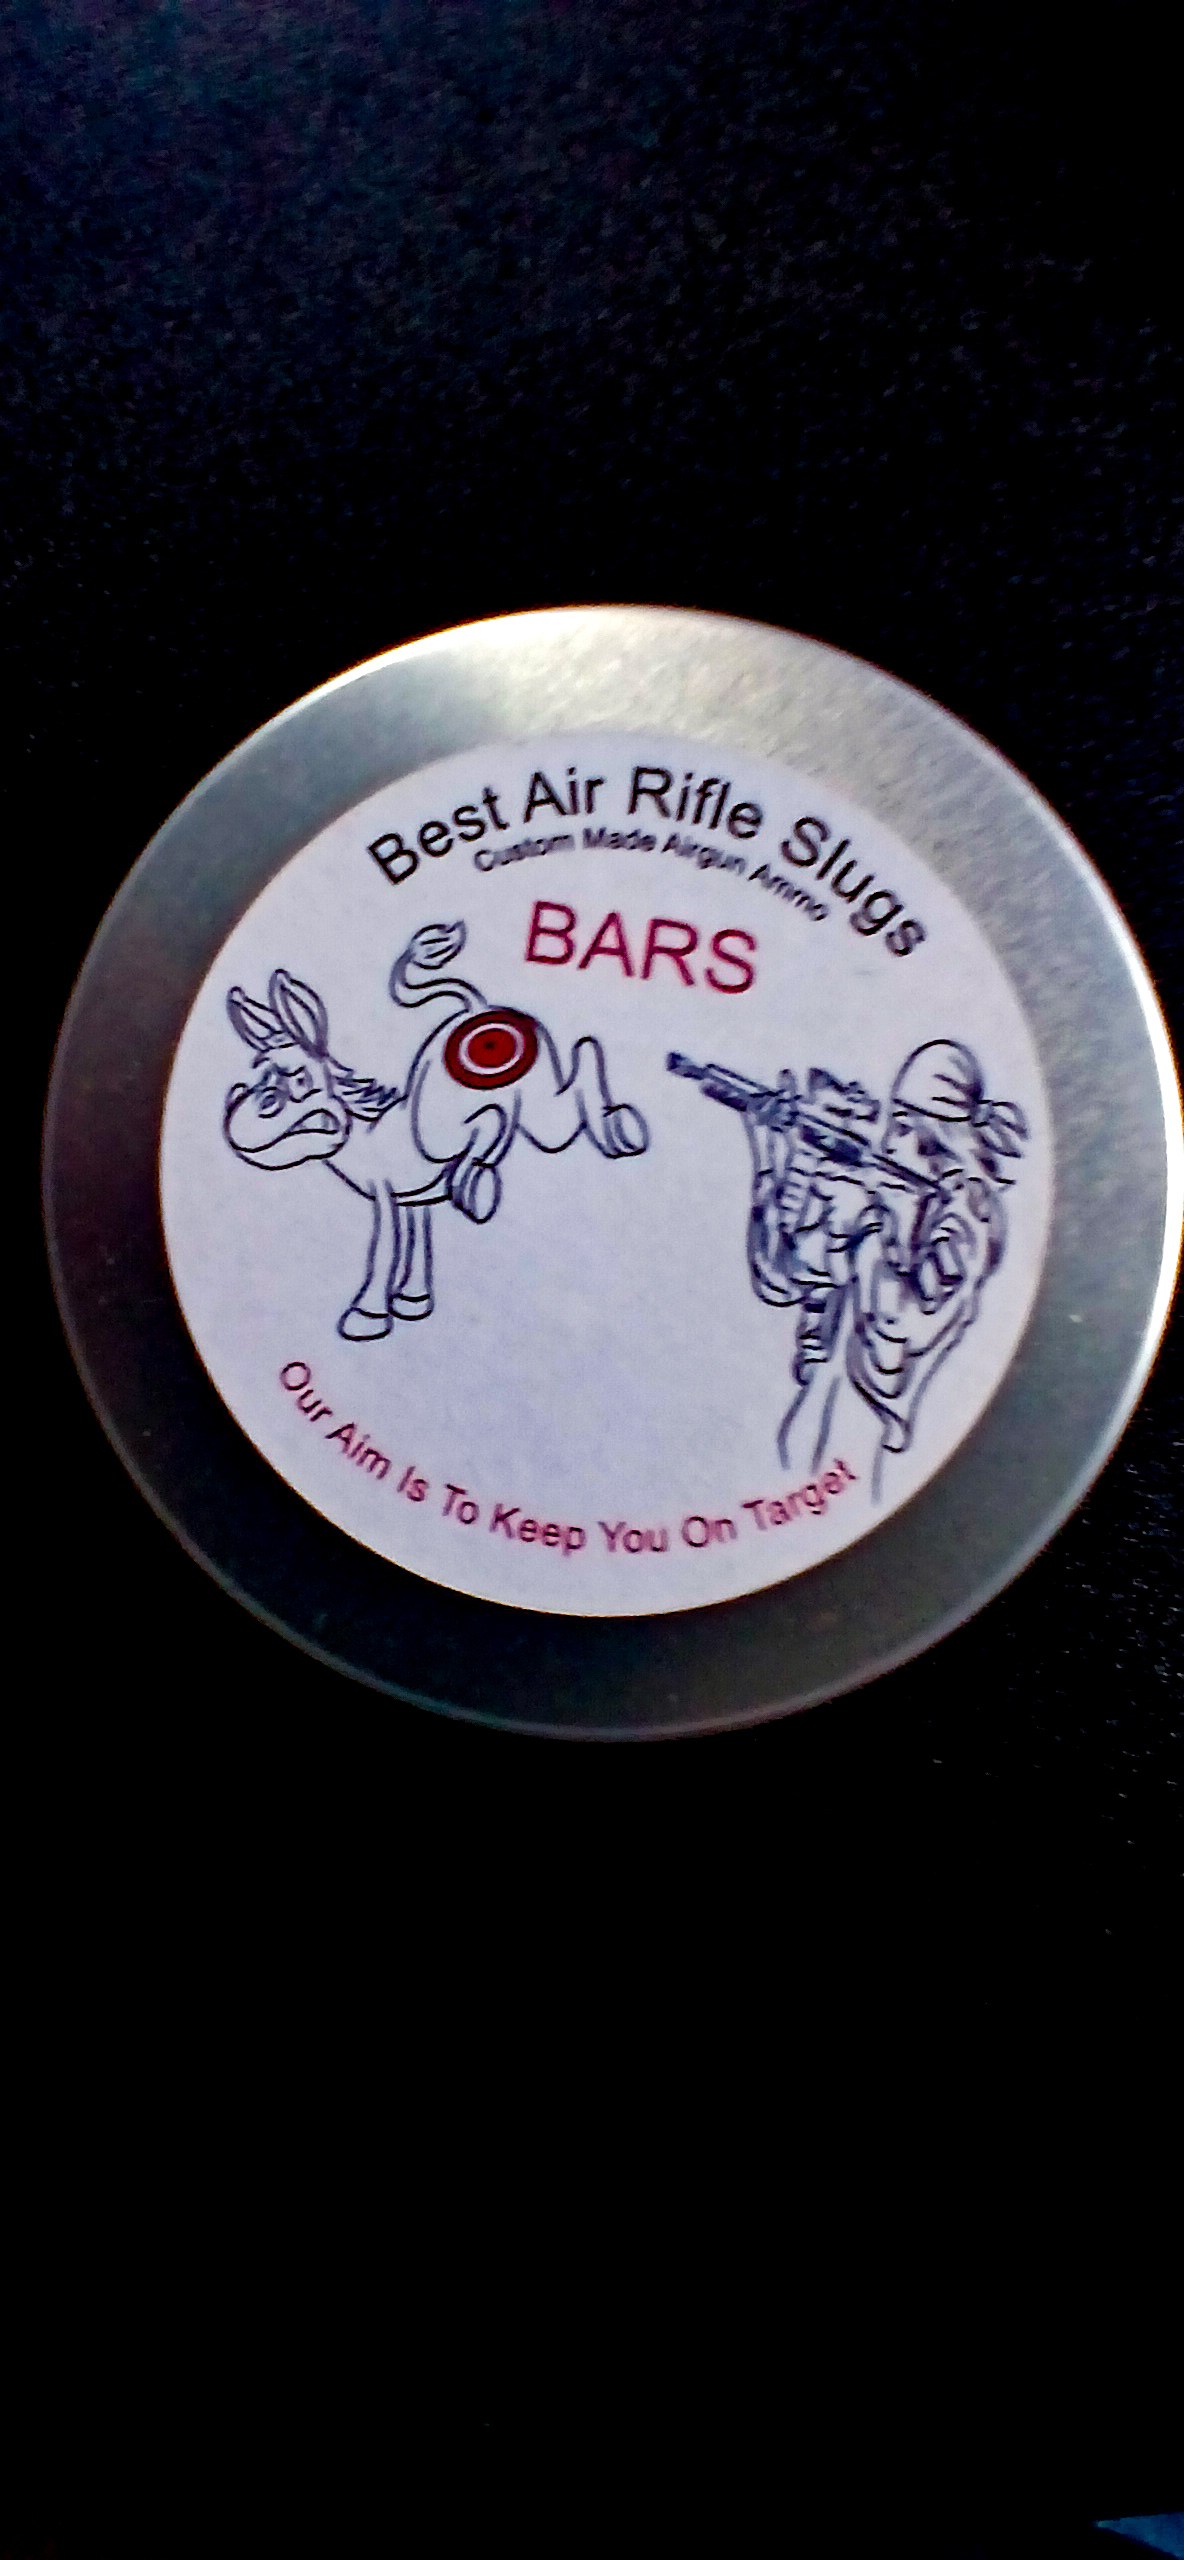 Best Air Rifle Slugs
Custom Made Airgun Ammo
BARS
Our Aim Is To Keep You On Target